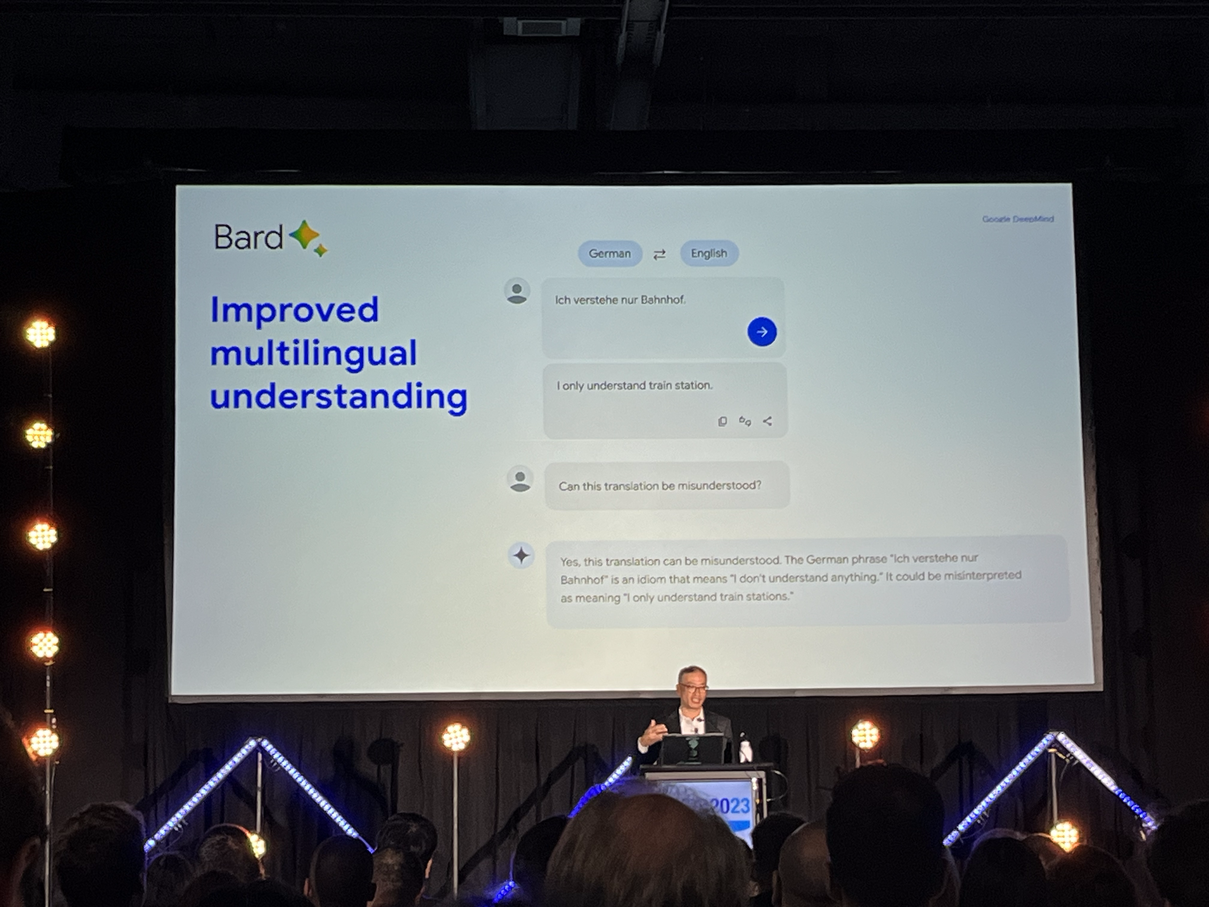 Bard
Google DeepMind
Improved
multilingual
understanding
German
English
Ich verstehe nur Bahnhof.
I only understand train station.
Can this translation be misunderstood?
Yes, this translation can be misunderstood. The German phrase "Ich verstehe nur
Bahnhof" is an idiom that means "I don't understand anything." It could be misinterpreted
as meaning "I only understand train stations."
2023